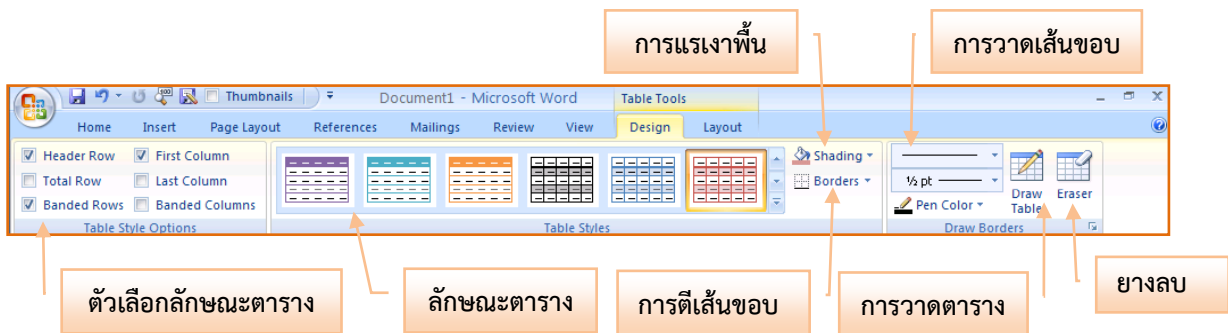 การแรเงาพื้น
การวาดเส้นขอบ
100
Thumbnails
Document1 - Microsoft Word
Table Tools
Home Insert Page Layout References Mailings Review View Design Layout
Header Row First Column
Total Row Last Column
Banded Rows Banded Columns
Table Style Options
Shading
Borders
Table Styles
½ pt
Pen Color
Draw Table
Eraser
Draw Borders
ตัวเลือกลักษณะตาราง
ลักษณะตาราง
การตีเส้นขอบ
การวาดตาราง
ยางลบ